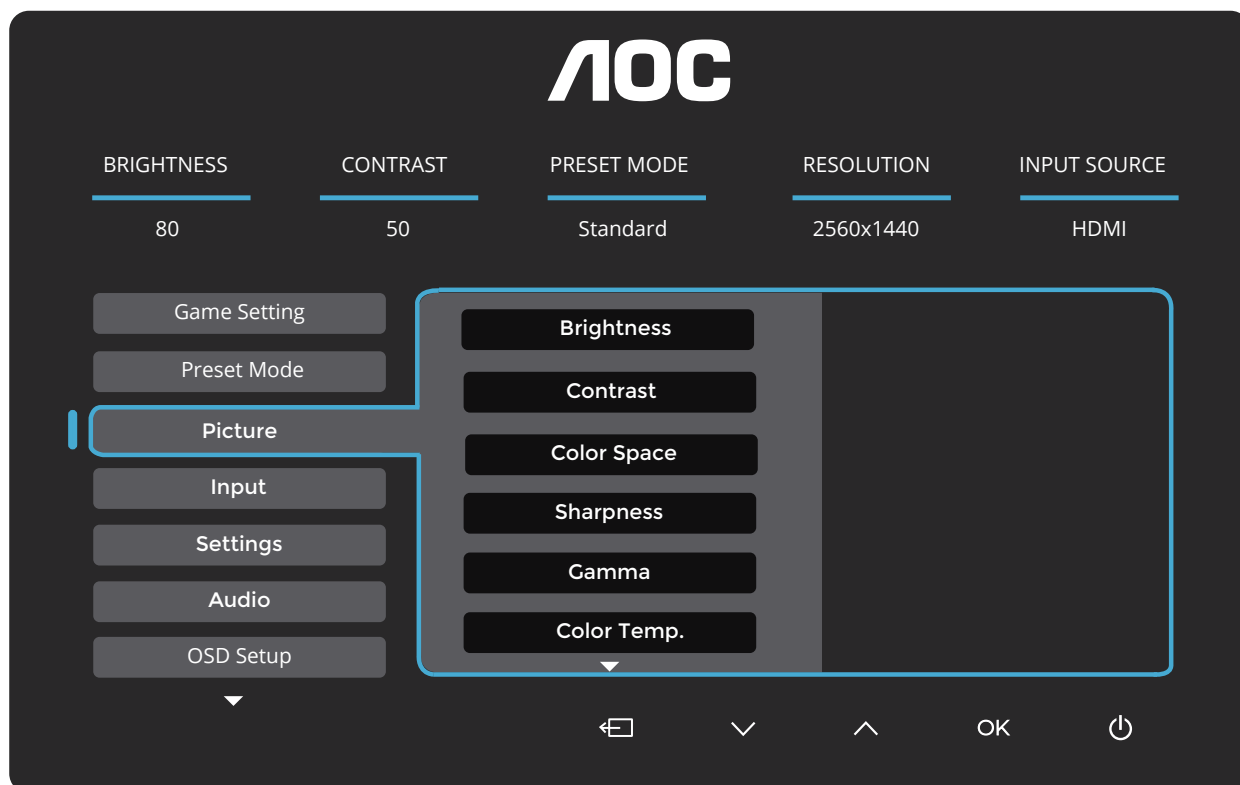 AOC
BRIGHTNESS CONTRAST PRESET MODE RESOLUTION INPUT SOURCE
80 50 Standard 2560x1440 HDMI
Game Setting
Preset Mode
Picture
Input
Settings
Audio
OSD Setup
Brightness
Contrast
Color Space
Sharpness
Gamma
Color Temp.
OK